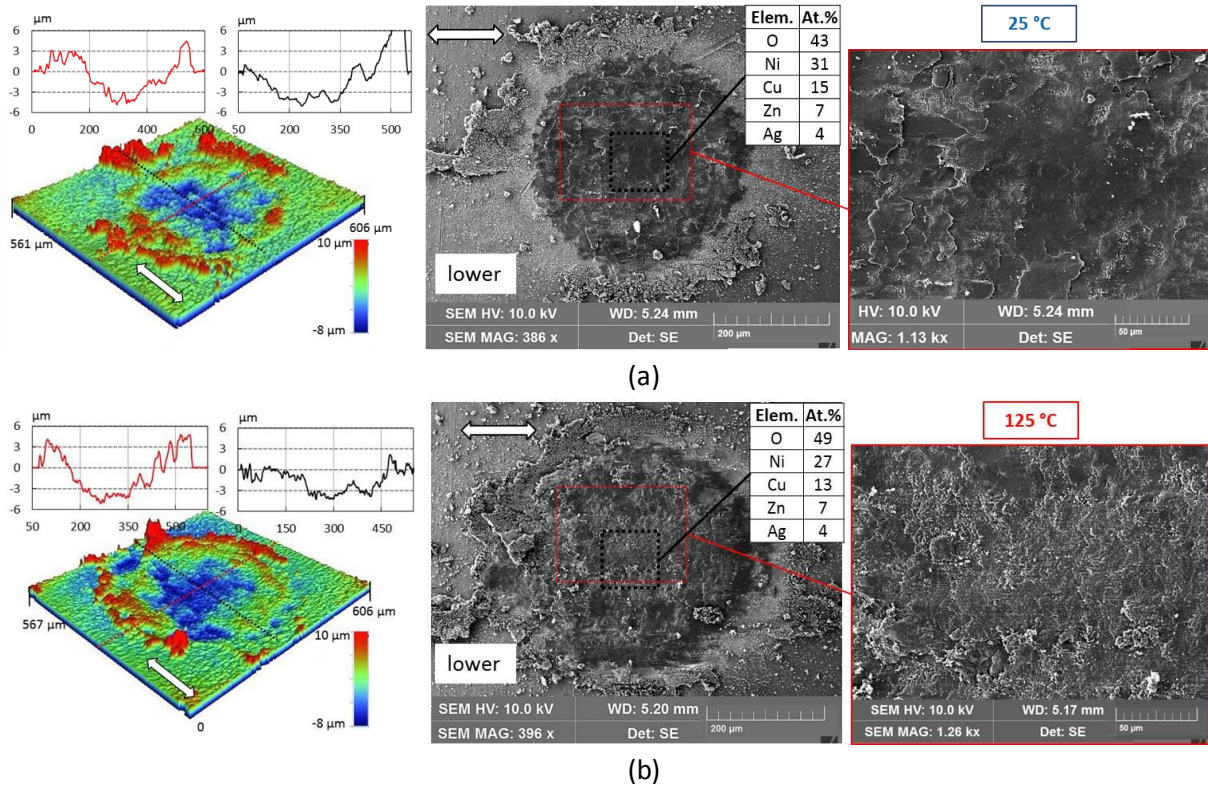 µm
6
3
0
-3
-6
0 200 400 600
µm
6
3
0
-3
-6
50 200 350 500
561 µm
606 µm
10 µm
-8 µm
Elem. At.%
O 43
Ni 31
Cu 15
Zn 7
Ag 4
lower
SEM HV: 10.0 kV WD: 5.24 mm
SEM MAG: 386 x Det: SE
200 µm
25 °C
HV: 10.0 kV WD: 5.24 mm
MAG: 1.13 kx Det: SE
50 µm
(a)
µm
6
3
0
-3
-6
50 200 350 500
µm
6
3
0
-3
-6
0 150 300 450
567 µm
606 µm
10 µm
-8 µm
0
Elem. At.%
O 49
Ni 27
Cu 13
Zn 7
Ag 4
lower
SEM HV: 10.0 kV WD: 5.20 mm
SEM MAG: 396 x Det: SE
200 µm
125 °C
SEM HV: 10.0 kV WD: 5.17 mm
SEM MAG: 1.26 kx Det: SE
50 µm
(b)